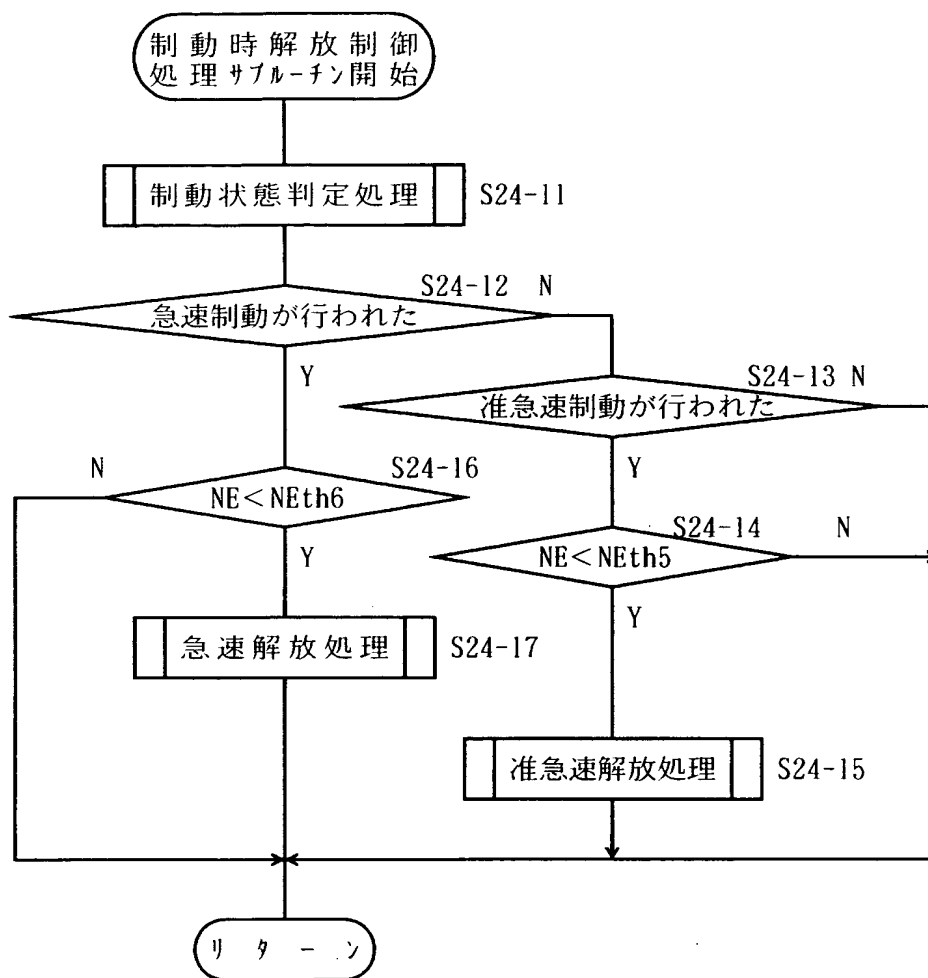 制動時解放制御
処理サブルーチン開始
制動状態判定処理 S24-11
S24-12 N
急速制動が行われた
Y
S24-13 N
准急速制動が行われた
Y
N S24-16
NE<NEth6
Y
S24-14 N
NE<NEth5
Y
急速解放処理 S24-17
准急速解放処理 S24-15
リターン